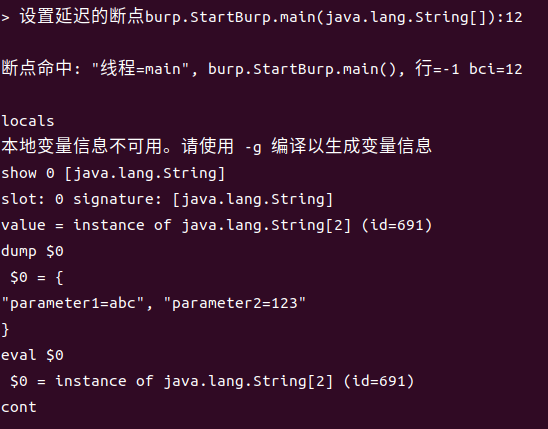 > 设置延迟的断点burp.StartBurp.main(java.lang.String[]):12
断点命中: "线程=main", burp.StartBurp.main(), 行=-1 bci=12
locals
本地变量信息不可用。请使用 -g 编译以生成变量信息
show 0 [java.lang.String]
slot: 0 signature: [java.lang.String]
value = instance of java.lang.String[2] (id=691)
dump $0
 $0 = {
"parameter1=abc", "parameter2=123"
}
eval $0
 $0 = instance of java.lang.String[2] (id=691)
cont